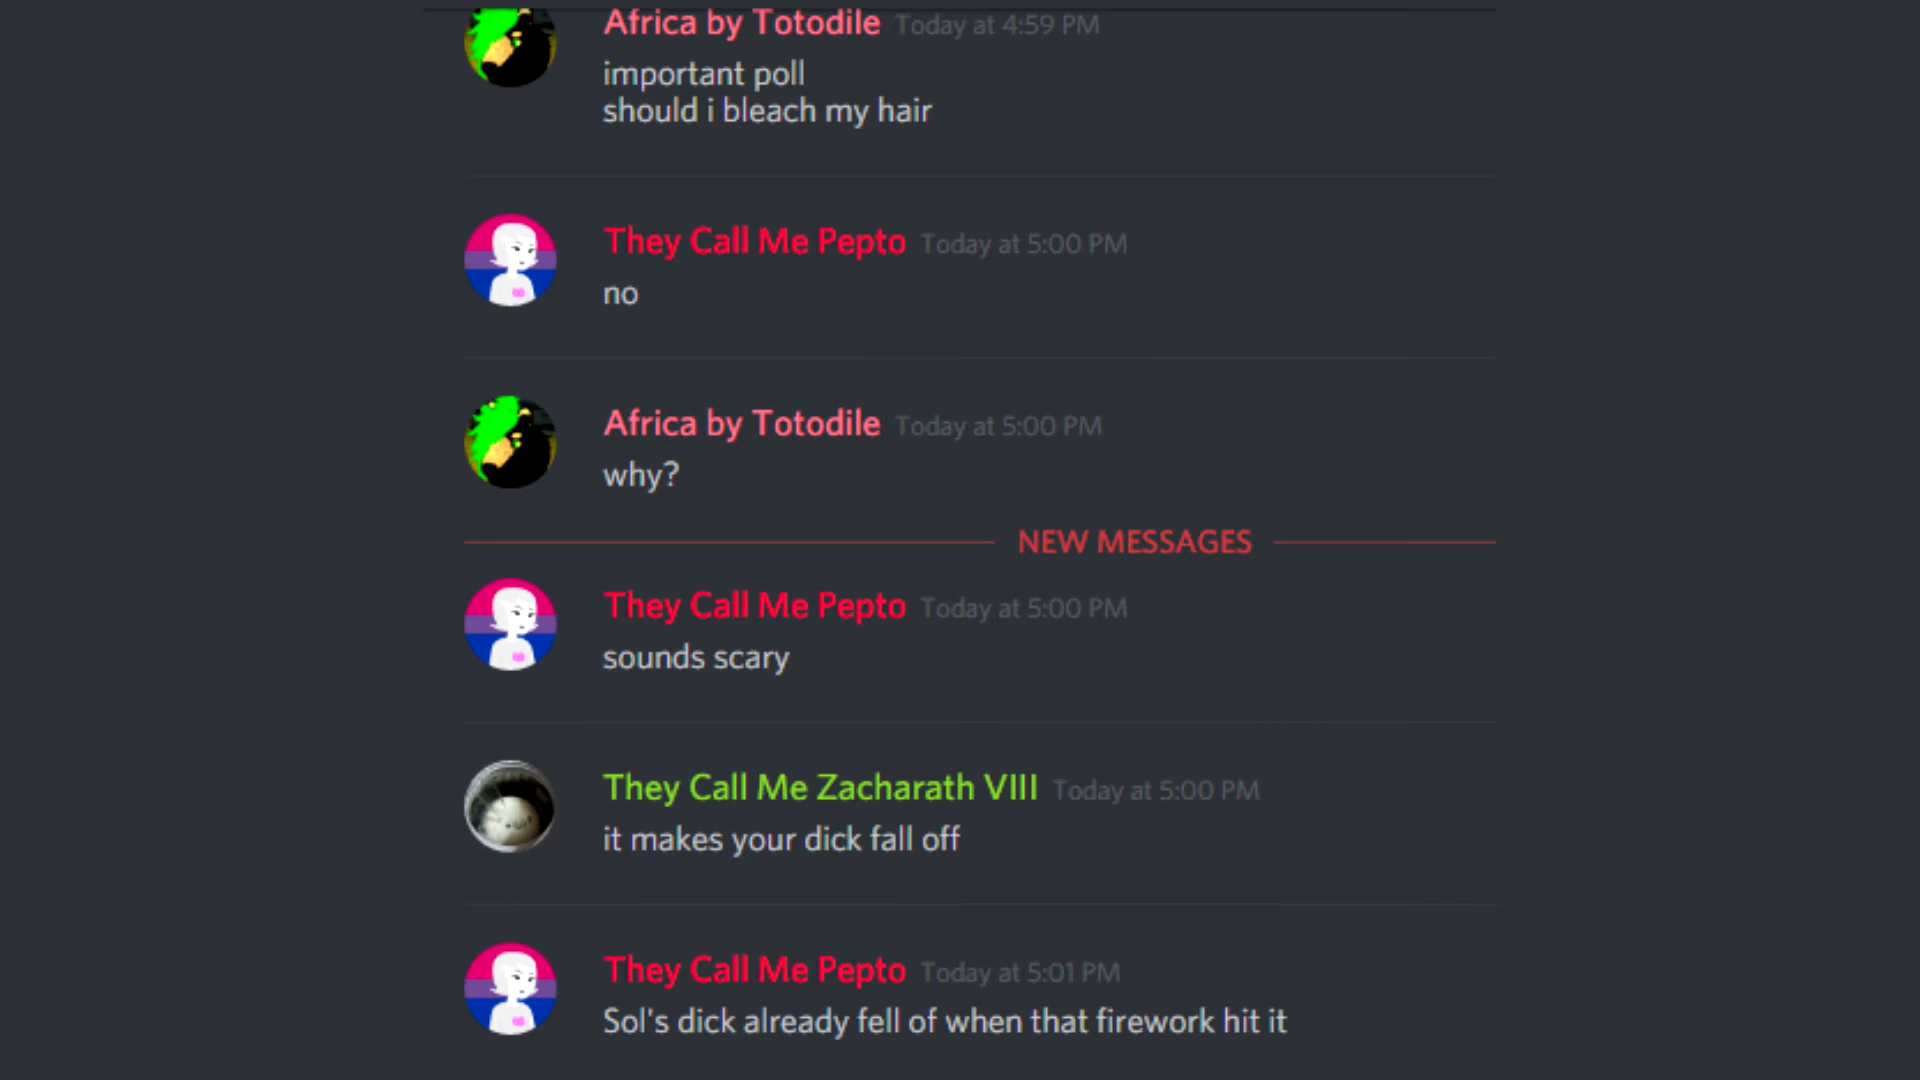 Africa by Totodile Today at 4:59 PM
important poll
should i bleach my hair
They Call Me Pepto Today at 5:00 PM
no
Africa by Totodile Today at 5:00 PM
why?
NEW MESSAGES
They Call Me Pepto Today at 5:00 PM
sounds scary
They Call Me Zacharath VIII Today at 5:00 PM
it makes your dick fall off
They Call Me Pepto Today at 5:01 PM
Sol's dick already fell of when that firework hit it